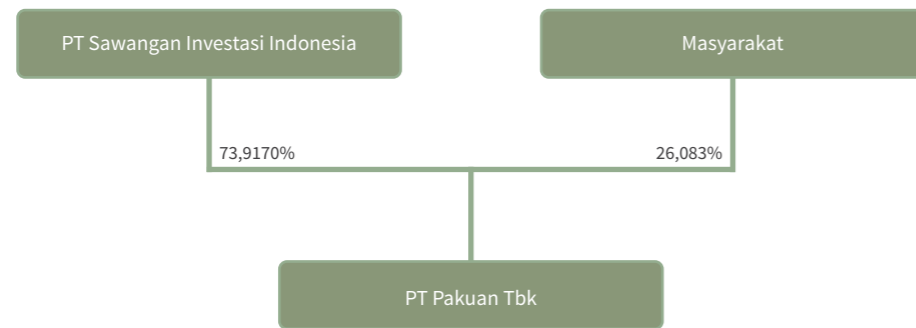 PT Sawangan Investasi Indonesia
Masyarakat
73,9170%
26,083%
PT Pakuan Tbk